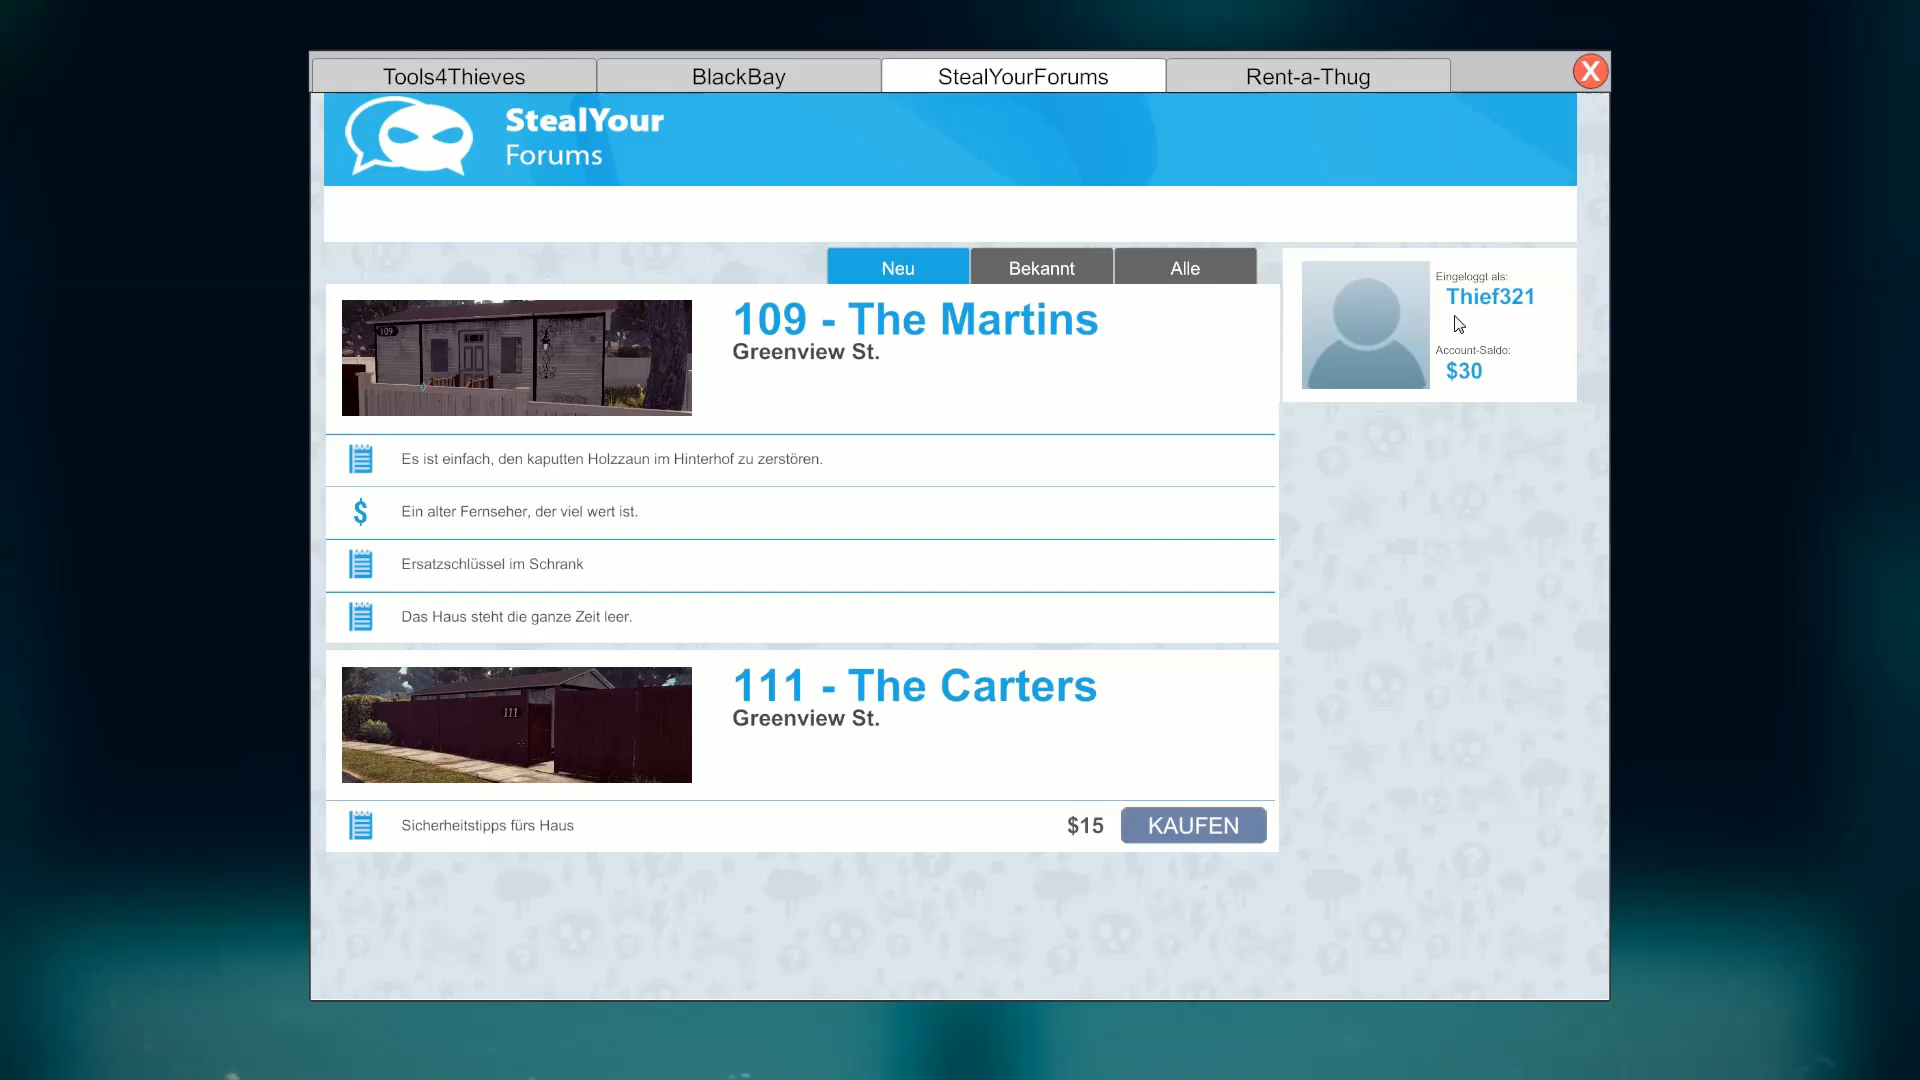 Tools4Thieves
BlackBay
StealYourForums
Rent-a-Thug
X
StealYour
Forums
Neu
Bekannt
Alle
Eingeloggt als:
Thief321
Account-Saldo:
$30
109
109 - The Martins
Greenview St.
Es ist einfach, den kaputten Holzzaun im Hinterhof zu zerstören.
$
Ein alter Fernseher, der viel wert ist.
Ersatzschlüssel im Schrank
Das Haus steht die ganze Zeit leer.
111
111 - The Carters
Greenview St.
Sicherheitstipps fürs Haus
$15
KAUFEN